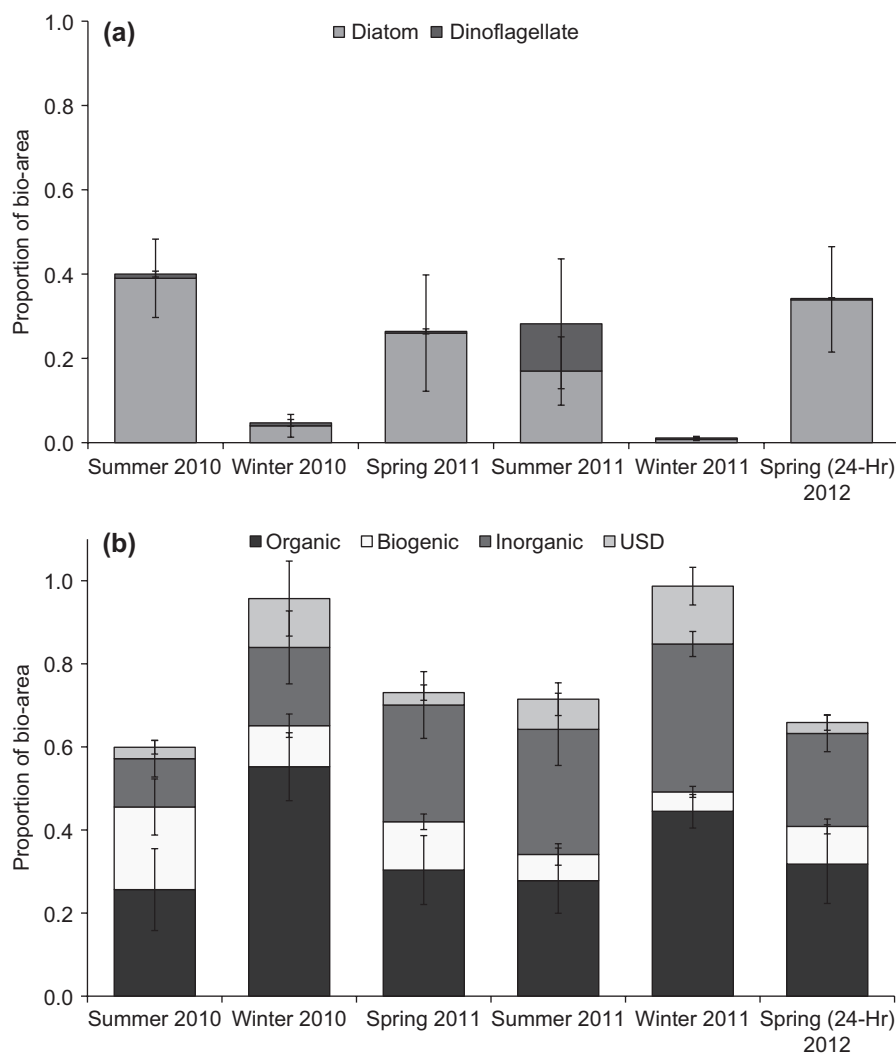 (a)
Diatom Dinoflagellate
Proportion of bio-area
1.0
0.8
0.6
0.4
0.2
0.0
Summer 2010 Winter 2010 Spring 2011 Summer 2011 Winter 2011 Spring (24-Hr)
2012
(b)
Organic Biogenic Inorganic USD
Proportion of bio-area
1.0
0.8
0.6
0.4
0.2
0.0
Summer 2010 Winter 2010 Spring 2011 Summer 2011 Winter 2011 Spring (24-Hr)
2012